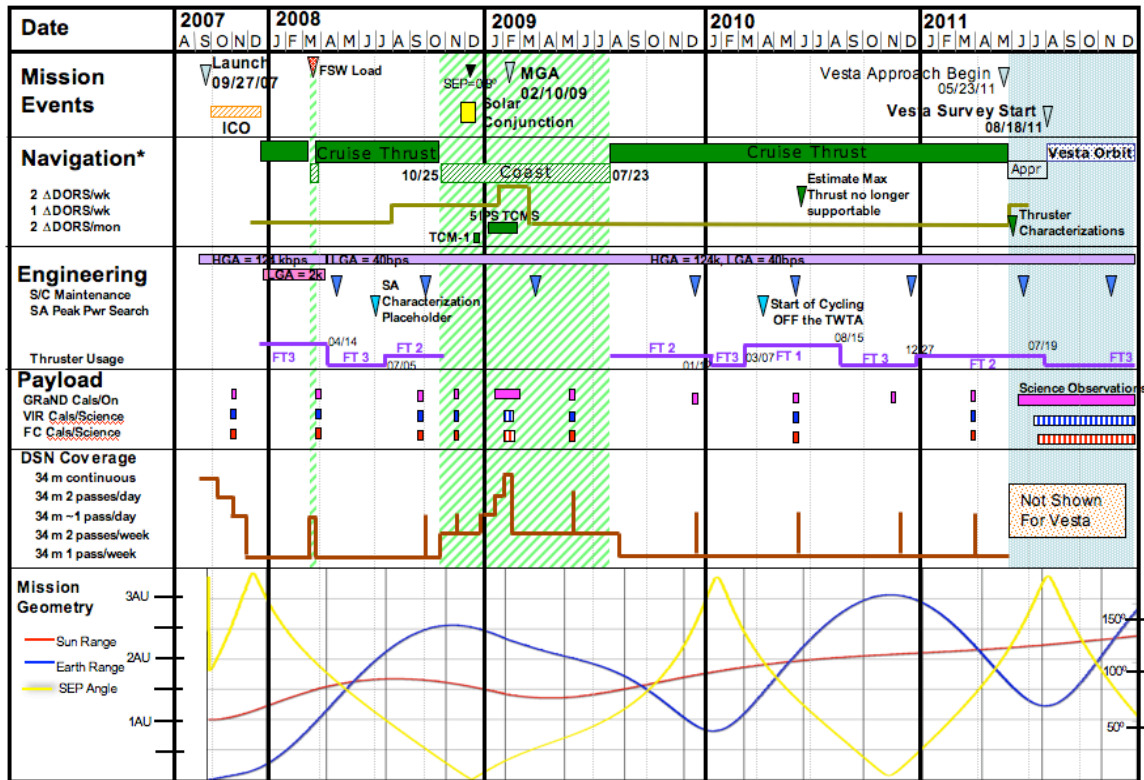 Date
2007
2008
2009
2010
2011
A S O N D J F M A M J J A S O N D J F M A M J J A S O N D J F M A M J J A S O N D J F M A M J J A S O N D
Mission
Events
Launch
09/27/07
ICO
FSW Load
SEP=0.8°
Solar
Conjunction
MGA
02/10/09
Vesta Approach Begin
05/23/11
Vesta Survey Start
08/18/11
Navigation*
2 ΔDORS/wk
1 ΔDORS/wk
2 ΔDORS/mon
Cruise Thrust
10/25
Coast
07/23
Cruise Thrust
Appr
Vesta Orbit
5 IPS TCMS
TCM-1
Estimate Max
Thrust no longer
supportable
Thruster
Characterizations
Engineering
S/C Maintenance
SA Peak Pwr Search
Thruster Usage
HGA = 124 kbps
LGA = 40bps
HGA = 124k, LGA = 40bps
LGA = 2k
SA
Characterization
Placeholder
Start of Cycling
OFF the TWTA
FT3
04/14
FT 3
07/05
FT 2
FT 2
FT3
03/07
FT 1
08/15
FT 3
12/27
FT 2
07/19
FT3
Payload
GRaND Cals/On
VIR Cals/Science
FC Cals/Science
Science Observations
DSN Coverage
34 m continuous
34 m 2 passes/day
34 m ~1 pass/day
34 m 2 passes/week
34 m 1 pass/week
Not Shown
For Vesta
Mission
Geometry
Sun Range
Earth Range
SEP Angle
3AU
2AU
1AU
150°
100°
50°